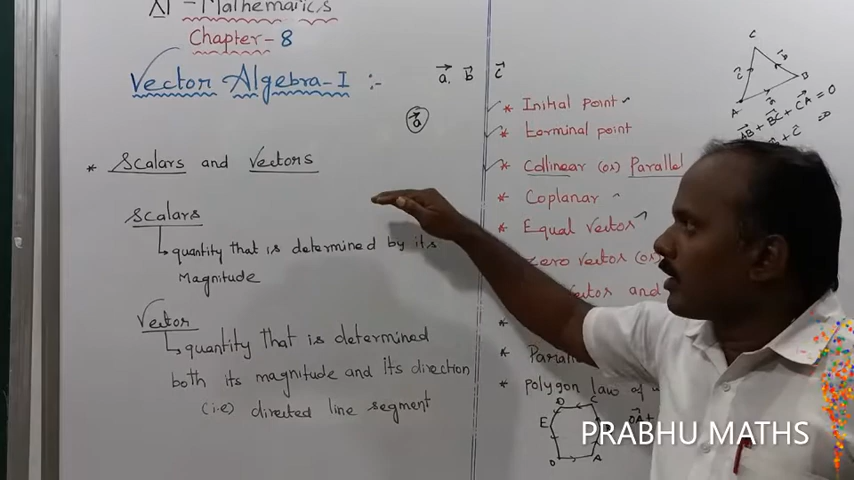 XI - Mathematics
Chapter - 8
Vector Algebra - I :-
* Scalars and Vectors
Scalars
quantity that is determined by its
Magnitude
Vector
quantity that is determined
both its magnitude and its direction
(i.e) directed line segment
a⃗, b⃗ c⃗
a⃗
* Initial point
* terminal point
* Collinear (or) Parallel
* Coplanar
* Equal Vector
* Zero vector (or)
vector and
*
*
* polygon law of
C
B
A
c⃗
b⃗
a⃗
AB⃗ + BC⃗ + CA⃗ = 0
+ c⃗
D C
E
O A
OA⃗ +
PRABHU MATHS